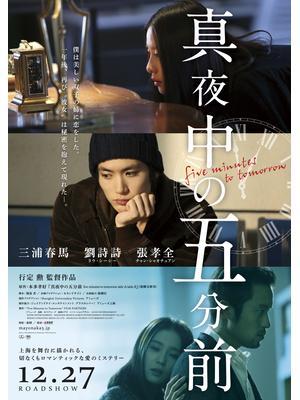 真夜中の五分前
five minutes
to tomorrow
僕は美しい双子の姉に恋をした。
一年後、再び“彼女”は秘密を抱えて現れた―。
三浦春馬 劉詩詩 張孝全
リウ・シーシー チャン・シャオチュアン
行定 勲 監督作品
mayonaka5.jp
上海を舞台に描かれる、
切なくもロマンティックな愛のミステリー
12.27
ROADSHOW